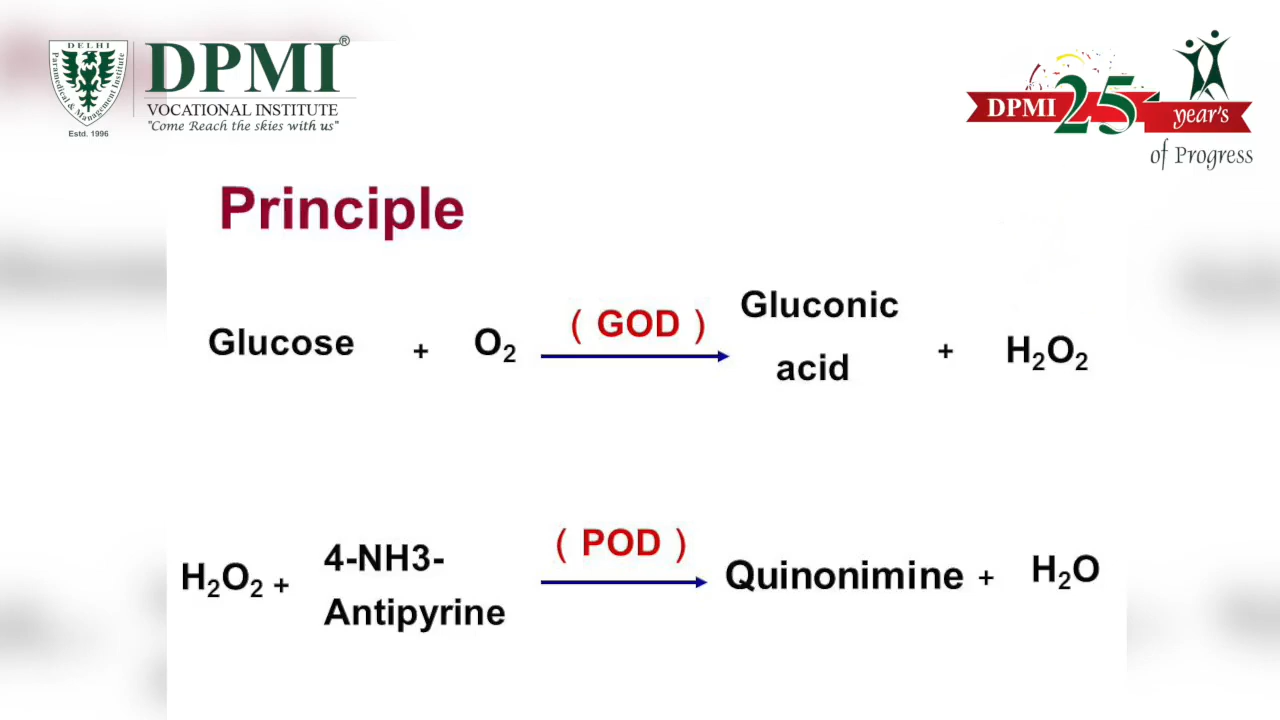 DELHI
Paramedical & Management Institute
Estd. 1996
DPMI®
VOCATIONAL INSTITUTE
"Come Reach the skies with us"
DPMI 25 year's
of Progress
Principle
Glucose + O₂ ( GOD ) Gluconic acid + H₂O₂
H₂O₂ + 4-NH3-Antipyrine ( POD ) Quinonimine + H₂O